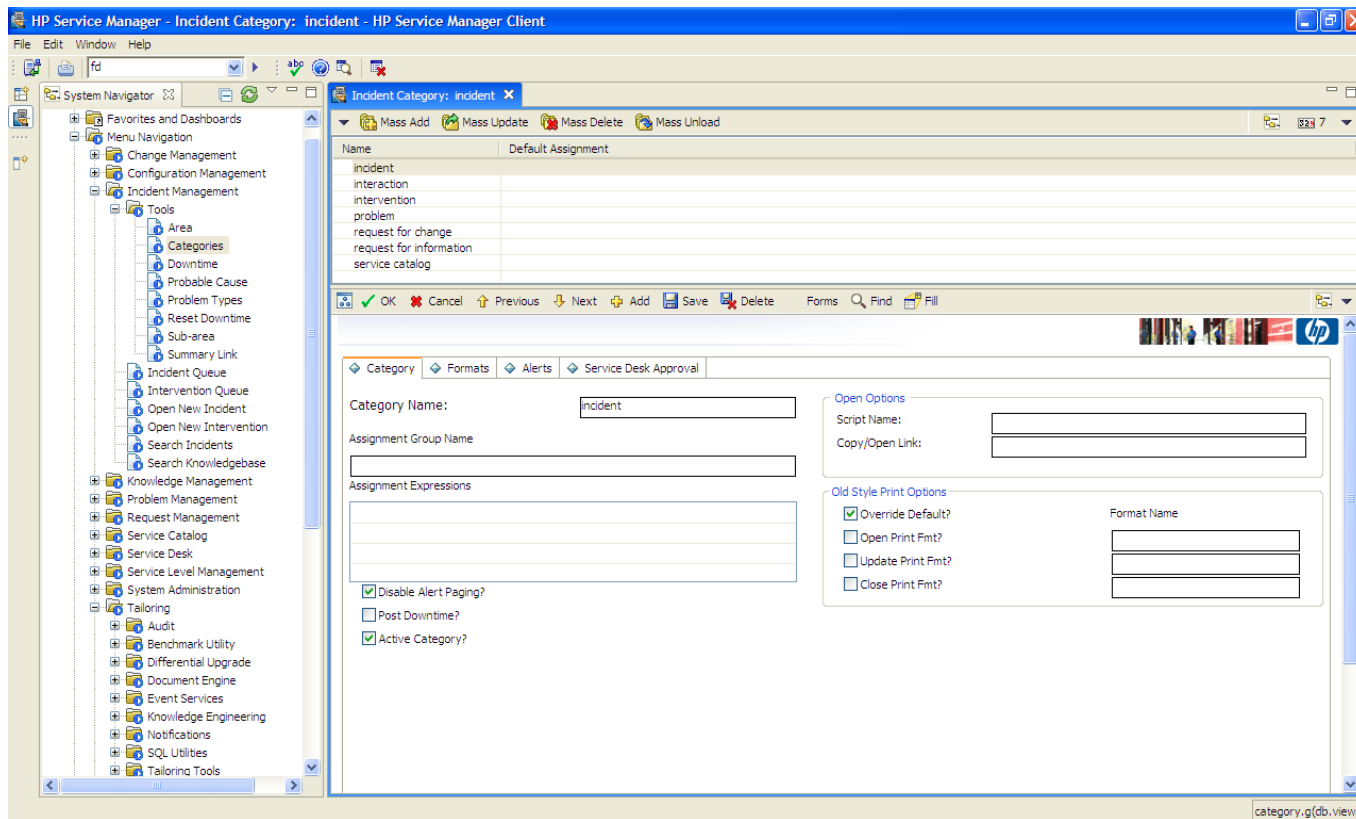 HP Service Manager - Incident Category: incident - HP Service Manager Client
File Edit Window Help
fd
abc
System Navigator
Favorites and Dashboards
Menu Navigation
Change Management
Configuration Management
Incident Management
Tools
Area
Categories
Downtime
Probable Cause
Problem Types
Reset Downtime
Sub-area
Summary Link
Incident Queue
Intervention Queue
Open New Incident
Open New Intervention
Search Incidents
Search Knowledgebase
Knowledge Management
Problem Management
Request Management
Service Catalog
Service Desk
Service Level Management
System Administration
Tailoring
Audit
Benchmark Utility
Differential Upgrade
Document Engine
Event Services
Knowledge Engineering
Notifications
SQL Utilities
Tailoring Tools
Incident Category: incident
Mass Add Mass Update Mass Delete Mass Unload 7
Name Default Assignment
incident
interaction
intervention
problem
request for change
request for information
service catalog
OK Cancel Previous Next Add Save Delete Forms Find Fill
hp
Category Formats Alerts Service Desk Approval
Category Name: incident
Assignment Group Name
Assignment Expressions
Disable Alert Paging?
Post Downtime?
Active Category?
Open Options
Script Name:
Copy/Open Link:
Old Style Print Options
Override Default? Format Name
Open Print Fmt?
Update Print Fmt?
Close Print Fmt?
category.g(db.view